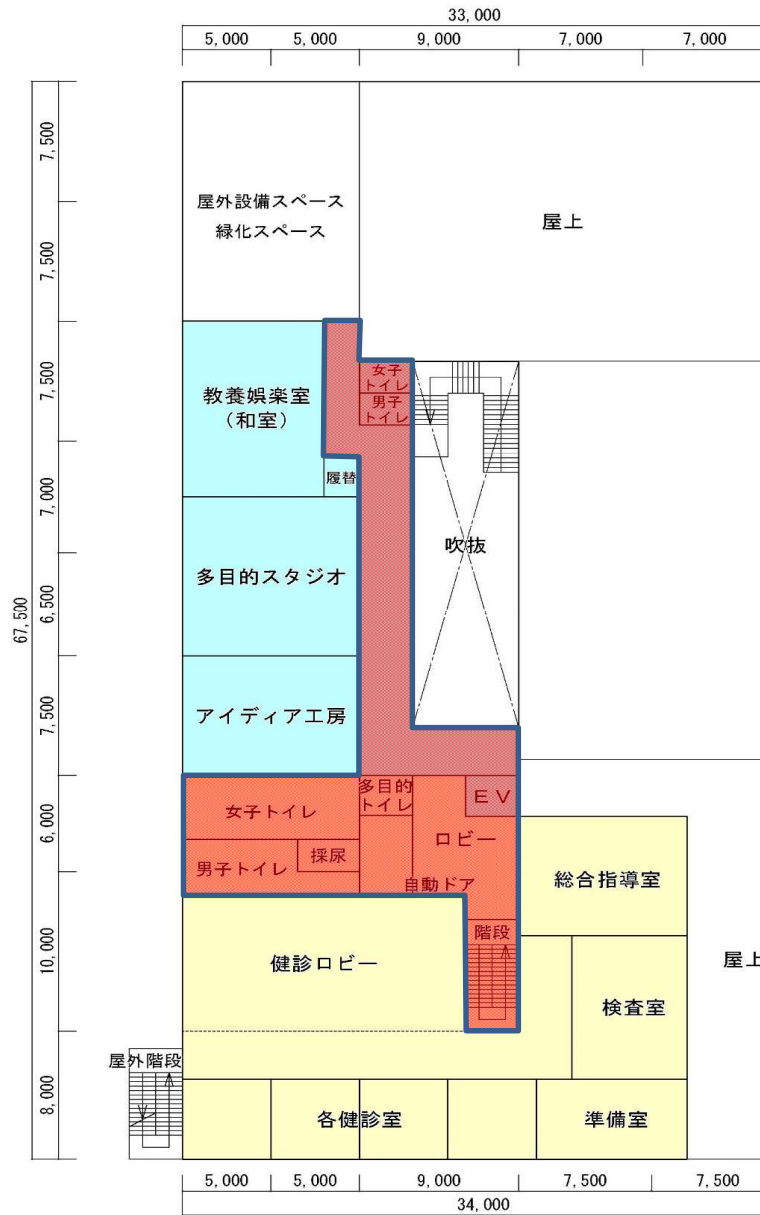 33,000
5,000 5,000 9,000 7,000 7,000
7,500
7,500
7,500
7,000
6,500
7,500
6,000
10,000
8,000
67,500
屋外設備スペース
緑化スペース
屋上
教養娯楽室
(和室)
女子
トイレ
男子
トイレ
履替
吹抜
多目的スタジオ
アイディア工房
女子トイレ
多目的
トイレ
EV
ロビー
男子トイレ
採尿
自動ドア
総合指導室
階段
健診ロビー
屋上
検査室
屋外階段
各健診室
準備室
5,000 5,000 9,000 7,500 7,500
34,000